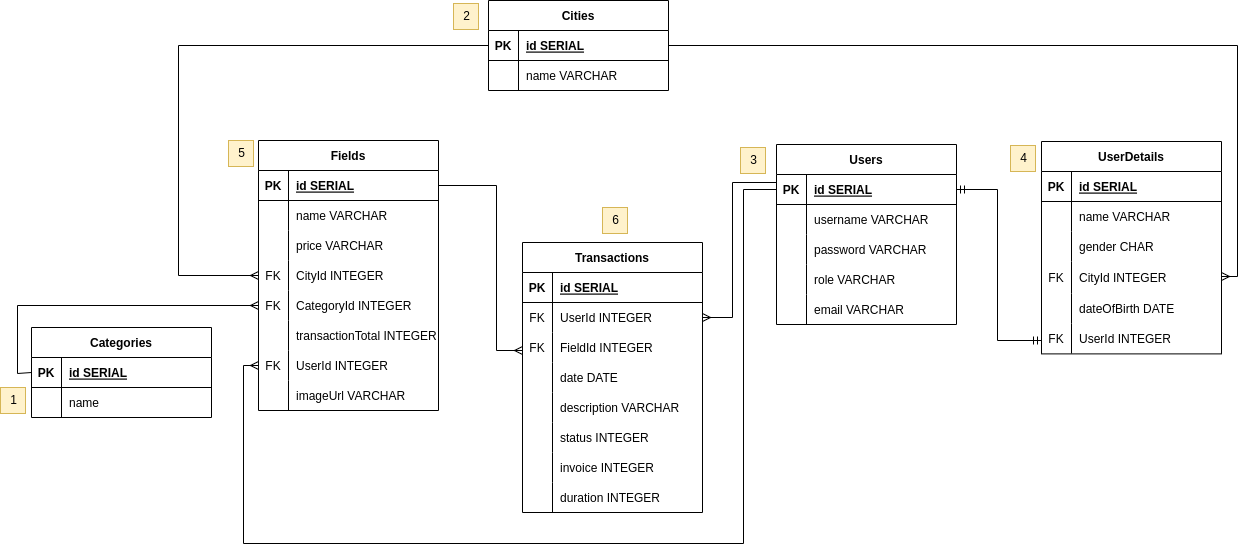 2
Cities
PK id SERIAL
name VARCHAR
5
Fields
PK id SERIAL
name VARCHAR
price VARCHAR
FK CityId INTEGER
FK CategoryId INTEGER
transactionTotal INTEGER
FK UserId INTEGER
imageUrl VARCHAR
3
Users
PK id SERIAL
username VARCHAR
password VARCHAR
role VARCHAR
email VARCHAR
4
UserDetails
PK id SERIAL
name VARCHAR
gender CHAR
FK CityId INTEGER
dateOfBirth DATE
FK UserId INTEGER
6
Transactions
PK id SERIAL
FK UserId INTEGER
FK FieldId INTEGER
date DATE
description VARCHAR
status INTEGER
invoice INTEGER
duration INTEGER
Categories
PK id SERIAL
1
name